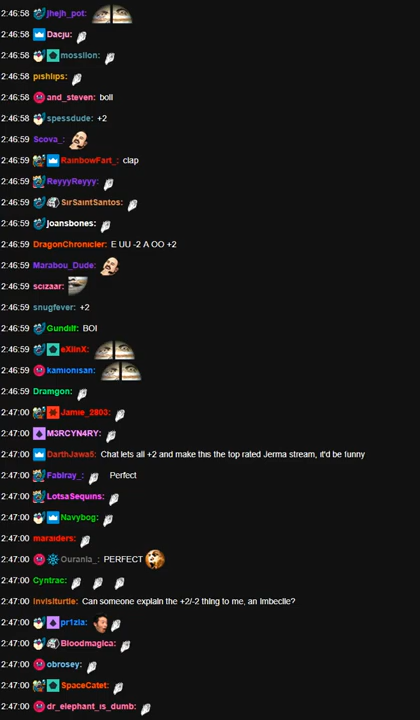 2:46:58 jhejh_pot:
2:46:58 Dacju:
2:46:58 mosslion:
2:46:58 pishlips:
2:46:58 and_steven: boll
2:46:58 spessdude: +2
2:46:59 Scova_:
2:46:59 RainbowFart_: clap
2:46:59 ReyyyReyyy:
2:46:59 SirSaintSantos:
2:46:59 joansbones:
2:46:59 DragonChronicler: E UU -2 A OO +2
2:46:59 Marabou_Dude:
2:46:59 scizaar:
2:46:59 snugfever: +2
2:46:59 Gundilf: BOI
2:46:59 eXiinX:
2:46:59 kamionisan:
2:46:59 Dramgon:
2:47:00 Jamie_2803:
2:47:00 M3RCYN4RY:
2:47:00 DarthJawa5: Chat lets all +2 and make this the top rated Jerma stream, it'd be funny
2:47:00 Fablray_: Perfect
2:47:00 LotsaSequins:
2:47:00 Navybog:
2:47:00 maraiders:
2:47:00 Ourania_: PERFECT
2:47:00 Cyntrac:
2:47:00 invisiturtle: Can someone explain the +2/-2 thing to me, an imbecile?
2:47:00 pr1zla:
2:47:00 Bloodmagica:
2:47:00 obrosey:
2:47:00 SpaceCatet:
2:47:00 dr_elephant_is_dumb: